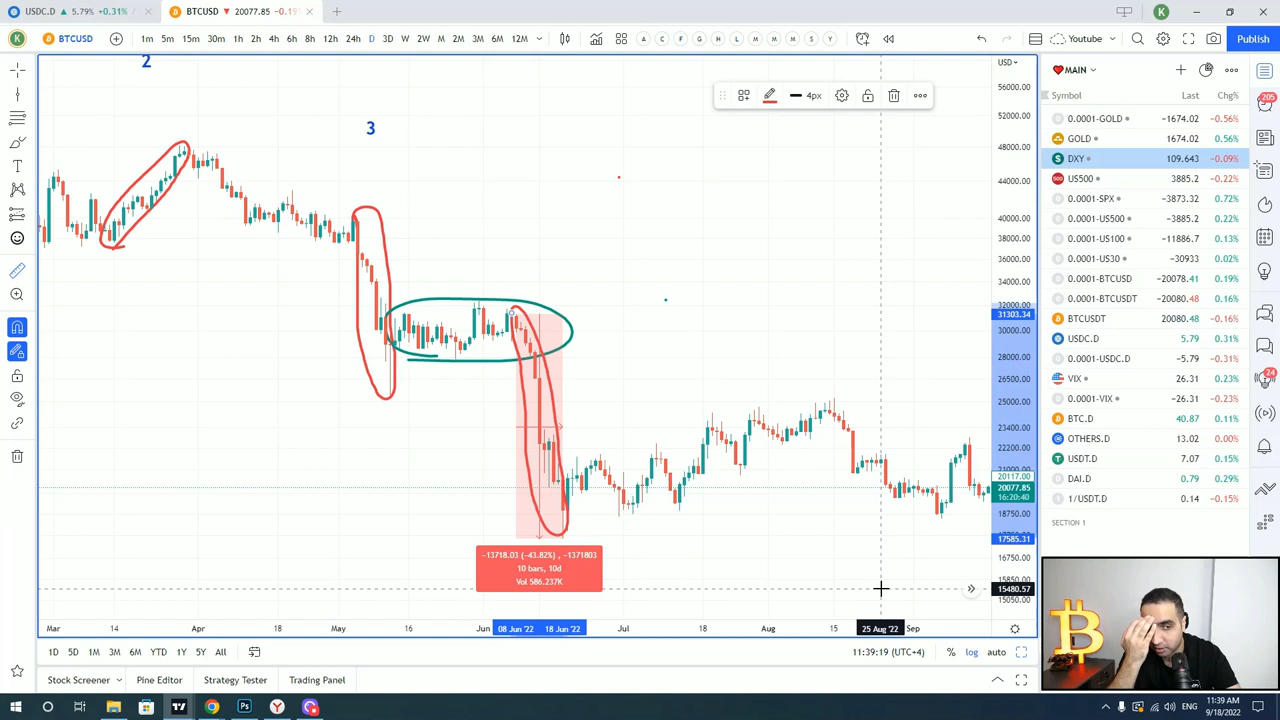 USDC.D 5.79% +0.31%
BTCUSD 20077.85 −0.19%
K
K
BTCUSD
1m 5m 15m 30m 1h 2h 4h 6h 8h 12h 24h D 3D W 2W M 2M 3M 6M 12M
A C F G H L M M S Y
Youtube
Publish
2
3
4px
USD
56000.00
52000.00
48000.00
44000.00
40000.00
38000.00
36000.00
34000.00
32000.00
31303.34
30000.00
28000.00
26500.00
25000.00
23400.00
22200.00
21000.00
20117.00
20077.85
16:20:40
18750.00
17585.31
16750.00
15850.00
15480.57
15050.00
−13718.03 (−43.82%) , −1371803
10 bars, 10d
Vol 586.237K
Mar 14 Apr 18 May 16 Jun 08 Jun '22 18 Jun '22 Jul 18 Aug 15 25 Aug '22 Sep
1D 5D 1M 3M 6M YTD 1Y 5Y All
11:39:19 (UTC+4) % log auto
Stock Screener Pine Editor Strategy Tester Trading Panel
MAIN
Symbol Last Chg%
0.0001-GOLD −1674.02 −0.56%
GOLD 1674.02 0.56%
DXY 109.643 −0.09%
US500 3885.2 −0.22%
0.0001-SPX −3873.32 0.72%
0.0001-US500 −3885.2 0.22%
0.0001-US100 −11886.7 0.13%
0.0001-US30 −30933 0.02%
0.0001-BTCUSD −20078.41 0.19%
0.0001-BTCUSDT −20080.48 0.16%
BTCUSDT 20080.48 −0.16%
USDC.D 5.79 0.31%
0.0001-USDC.D −5.79 −0.31%
VIX 26.31 0.23%
0.0001-VIX −26.31 −0.23%
BTC.D 40.87 0.11%
OTHERS.D 13.02 0.00%
USDT.D 7.07 0.15%
DAI.D 0.79 0.29%
1/USDT.D 0.14 −0.15%
SECTION 1
205
24
ENG
11:39 AM
9/18/2022